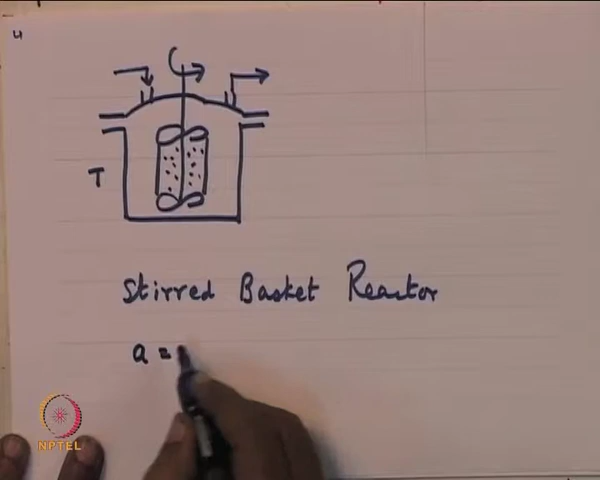 4
T
Stirred Basket Reactor
a =
NPTEL